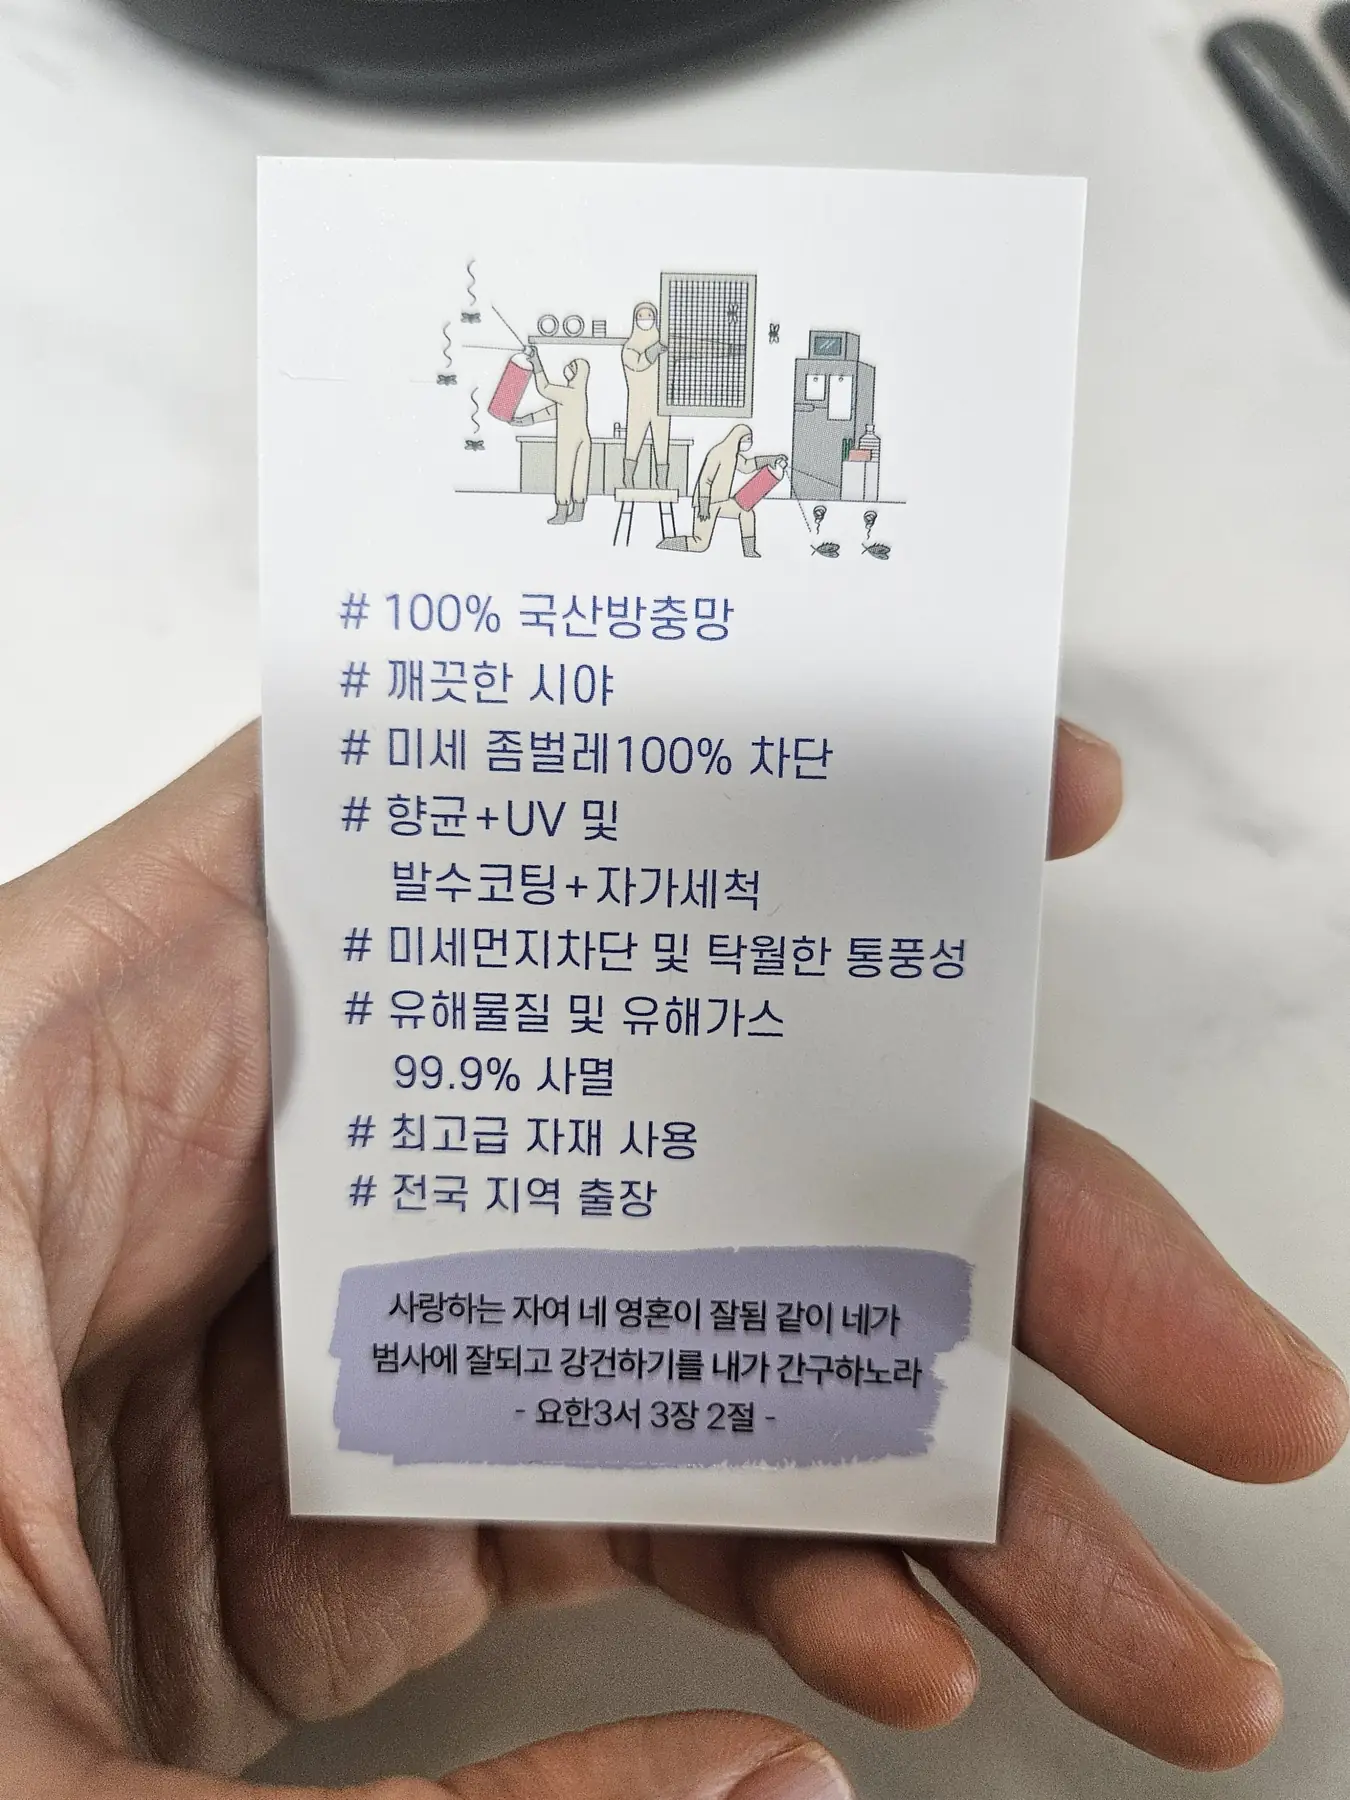 # 100% 국산방충망
# 깨끗한 시야
# 미세 좀벌레100% 차단
# 향균+UV 및
발수코팅+자가세척
# 미세먼지차단 및 탁월한 통풍성
# 유해물질 및 유해가스
99.9% 사멸
# 최고급 자재 사용
# 전국 지역 출장
사랑하는 자여 네 영혼이 잘됨 같이 네가
범사에 잘되고 강건하기를 내가 간구하노라
- 요한3서 3장 2절 -